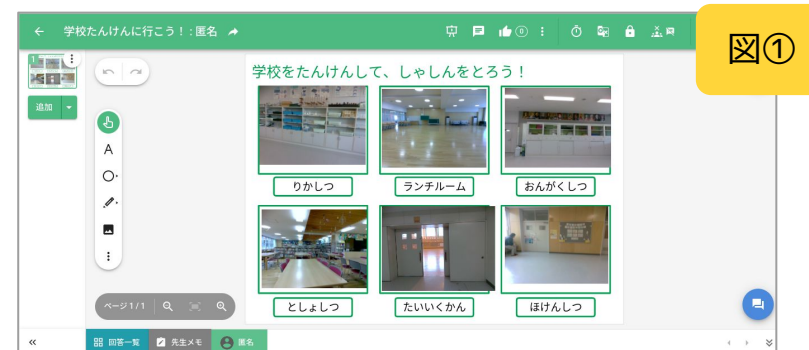 学校たんけんに行こう！：匿名
0
図①
1
追加
学校をたんけんして、しゃしんをとろう！
A
りかしつ
ランチルーム
おんがくしつ
としょしつ
たいいくかん
ほけんしつ
ページ1/1
回答一覧
先生メモ
匿名